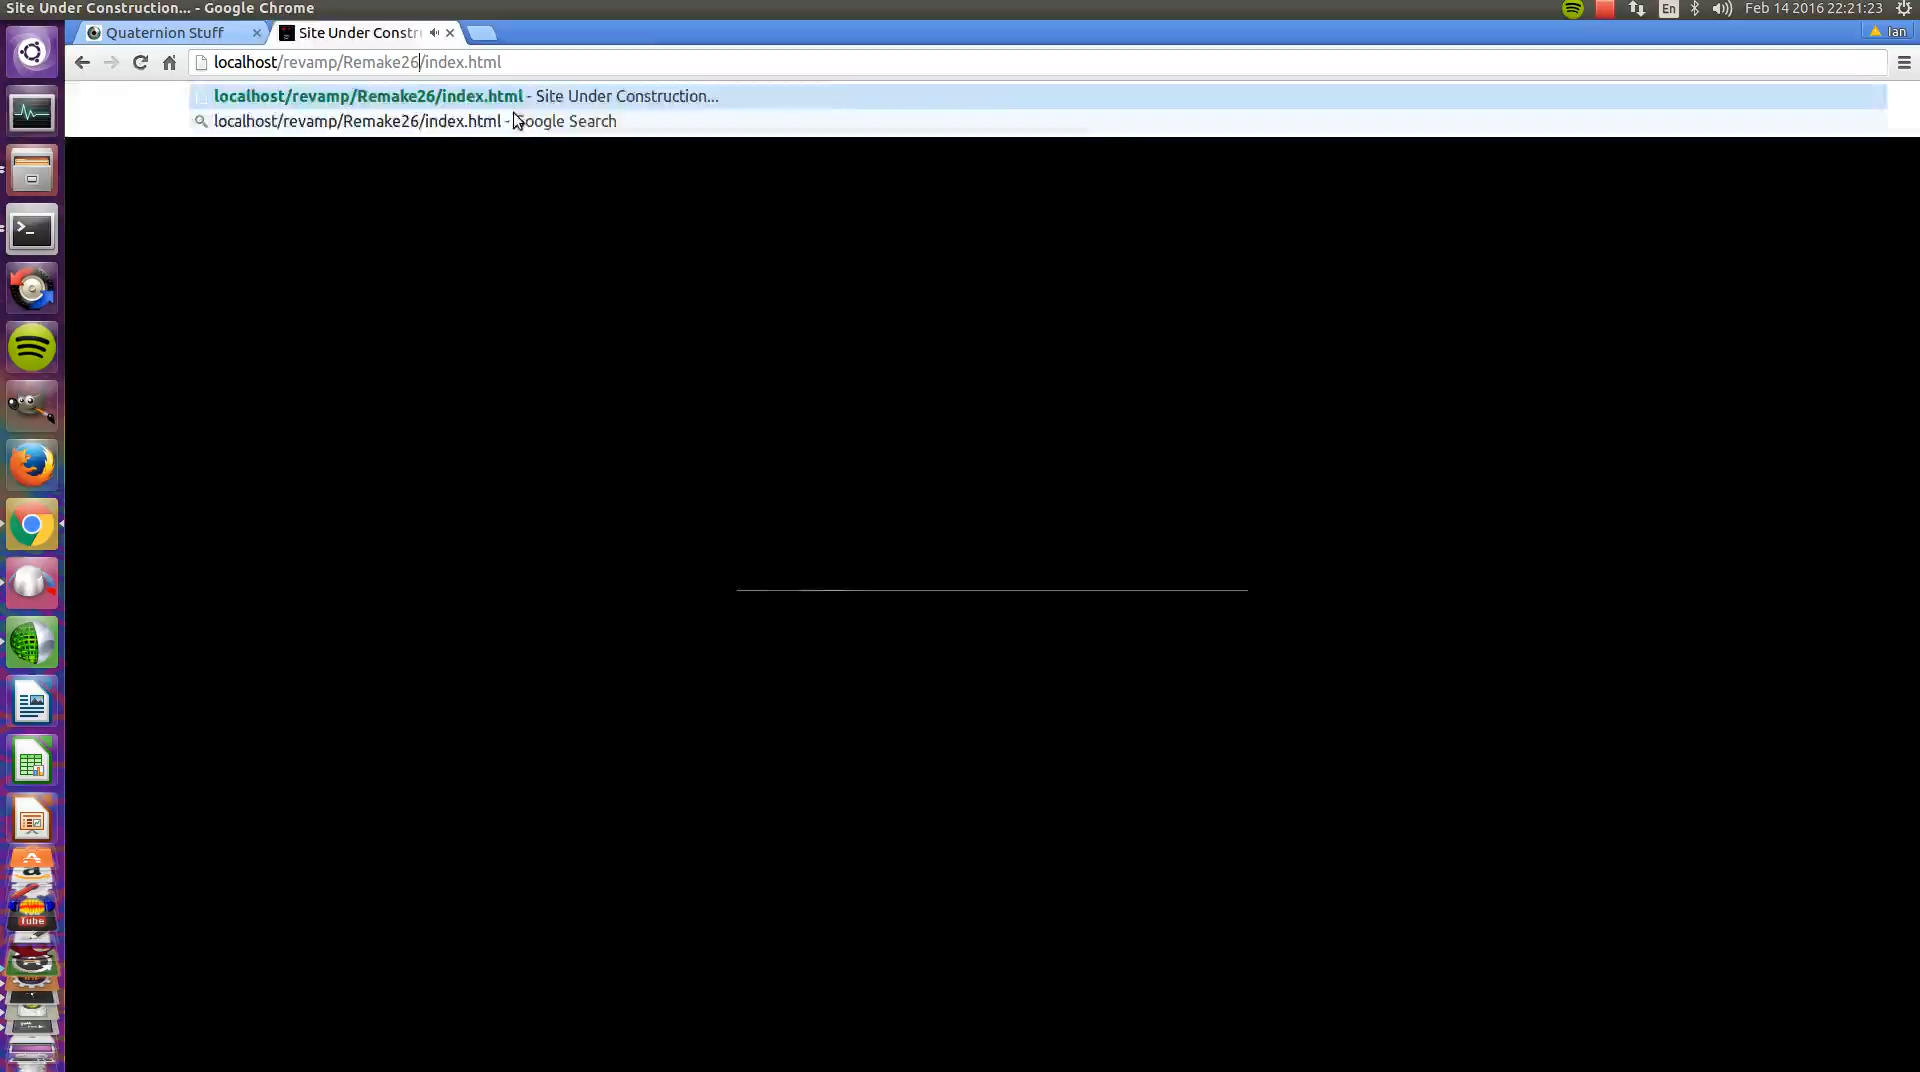 Site Under Construction... - Google Chrome
En
Feb 14 2016 22:21:23
Quaternion Stuff
Site Under Constr
Ian
localhost/revamp/Remake26/index.html
localhost/revamp/Remake26/index.html - Site Under Construction...
localhost/revamp/Remake26/index.html - Google Search
a
Tube